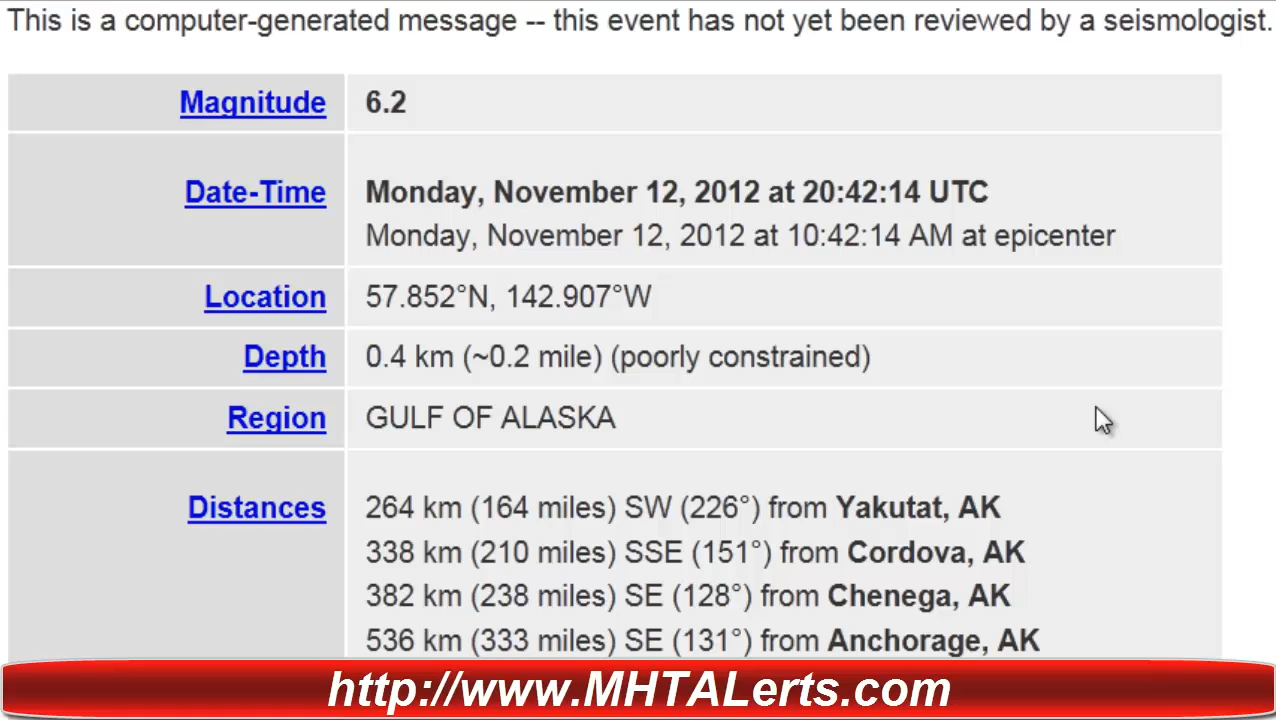 This is a computer-generated message -- this event has not yet been reviewed by a seismologist.
Magnitude 6.2
Date-Time Monday, November 12, 2012 at 20:42:14 UTC
Monday, November 12, 2012 at 10:42:14 AM at epicenter
Location 57.852°N, 142.907°W
Depth 0.4 km (~0.2 mile) (poorly constrained)
Region GULF OF ALASKA
Distances 264 km (164 miles) SW (226°) from Yakutat, AK
338 km (210 miles) SSE (151°) from Cordova, AK
382 km (238 miles) SE (128°) from Chenega, AK
536 km (333 miles) SE (131°) from Anchorage, AK
http://www.MHTALerts.com